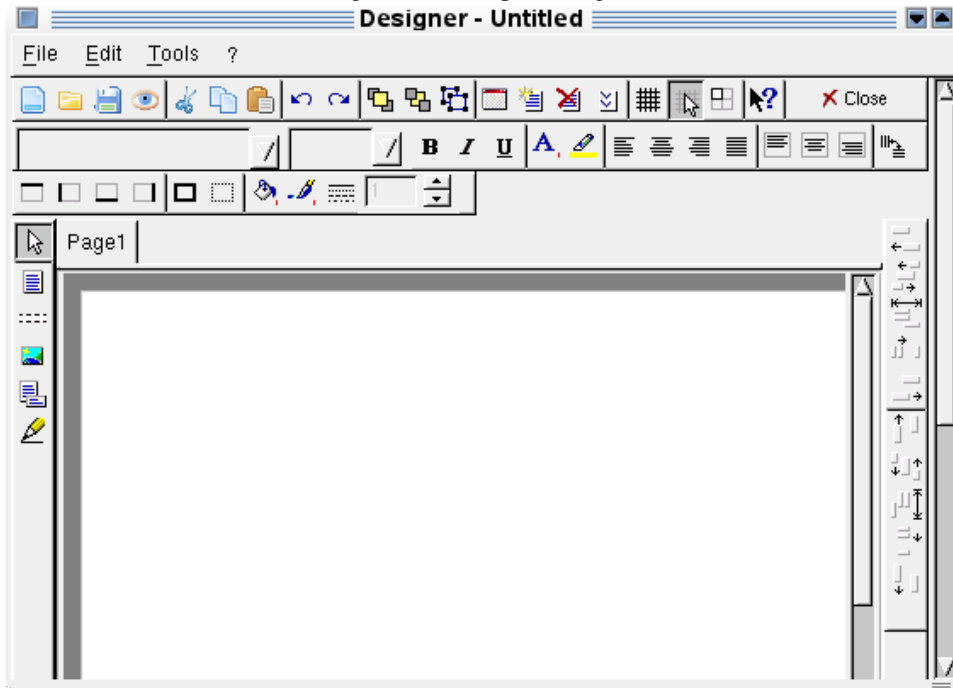 Designer - Untitled
File Edit Tools ?
Close
B I U A
1
Page1